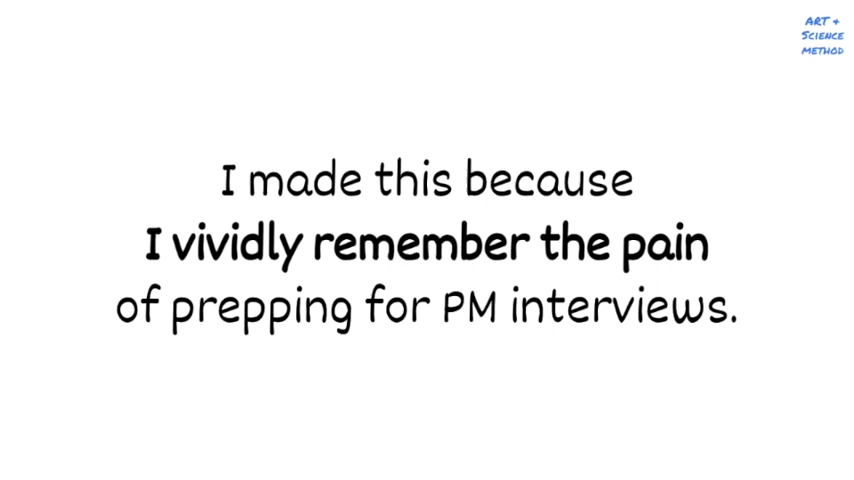 ART +
SCIENCE
METHOD
I made this because
I vividly remember the pain
of prepping for PM interviews.